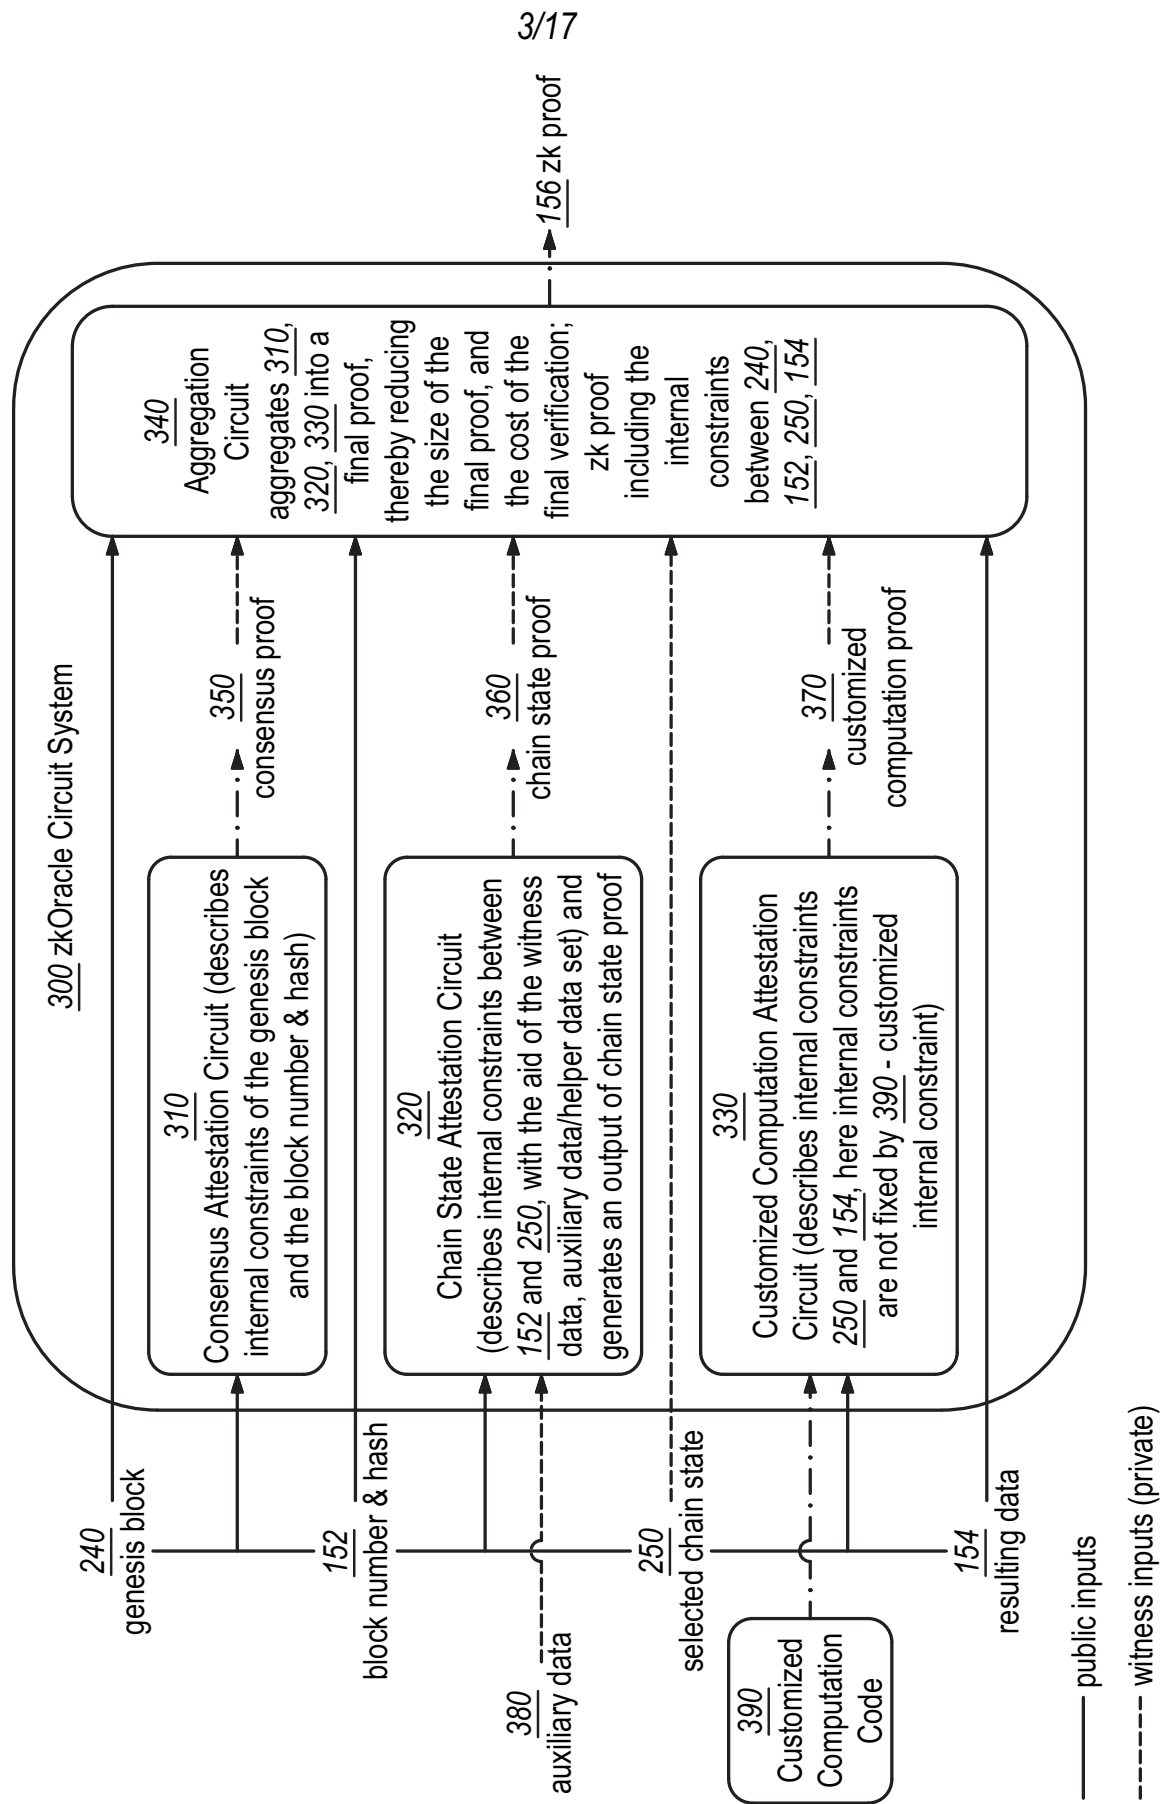 3/17
300 zkOracle Circuit System
240
genesis block
152
block number & hash
380
auxiliary data
250
selected chain state
390
Customized
Computation
Code
154
resulting data
310
Consensus Attestation Circuit (describes
internal constraints of the genesis block
and the block number & hash)
320
Chain State Attestation Circuit
(describes internal constraints between
152 and 250, with the aid of the witness
data, auxiliary data/helper data set) and
generates an output of chain state proof
330
Customized Computation Attestation
Circuit (describes internal constraints
250 and 154, here internal constraints
are not fixed by 390 - customized
internal constraint)
350
consensus proof
360
chain state proof
370
customized
computation proof
340
Aggregation
Circuit
aggregates 310,
320, 330 into a
final proof,
thereby reducing
the size of the
final proof, and
the cost of the
final verification;
zk proof
including the
internal
constraints
between 240,
152, 250, 154
156 zk proof
public inputs
witness inputs (private)